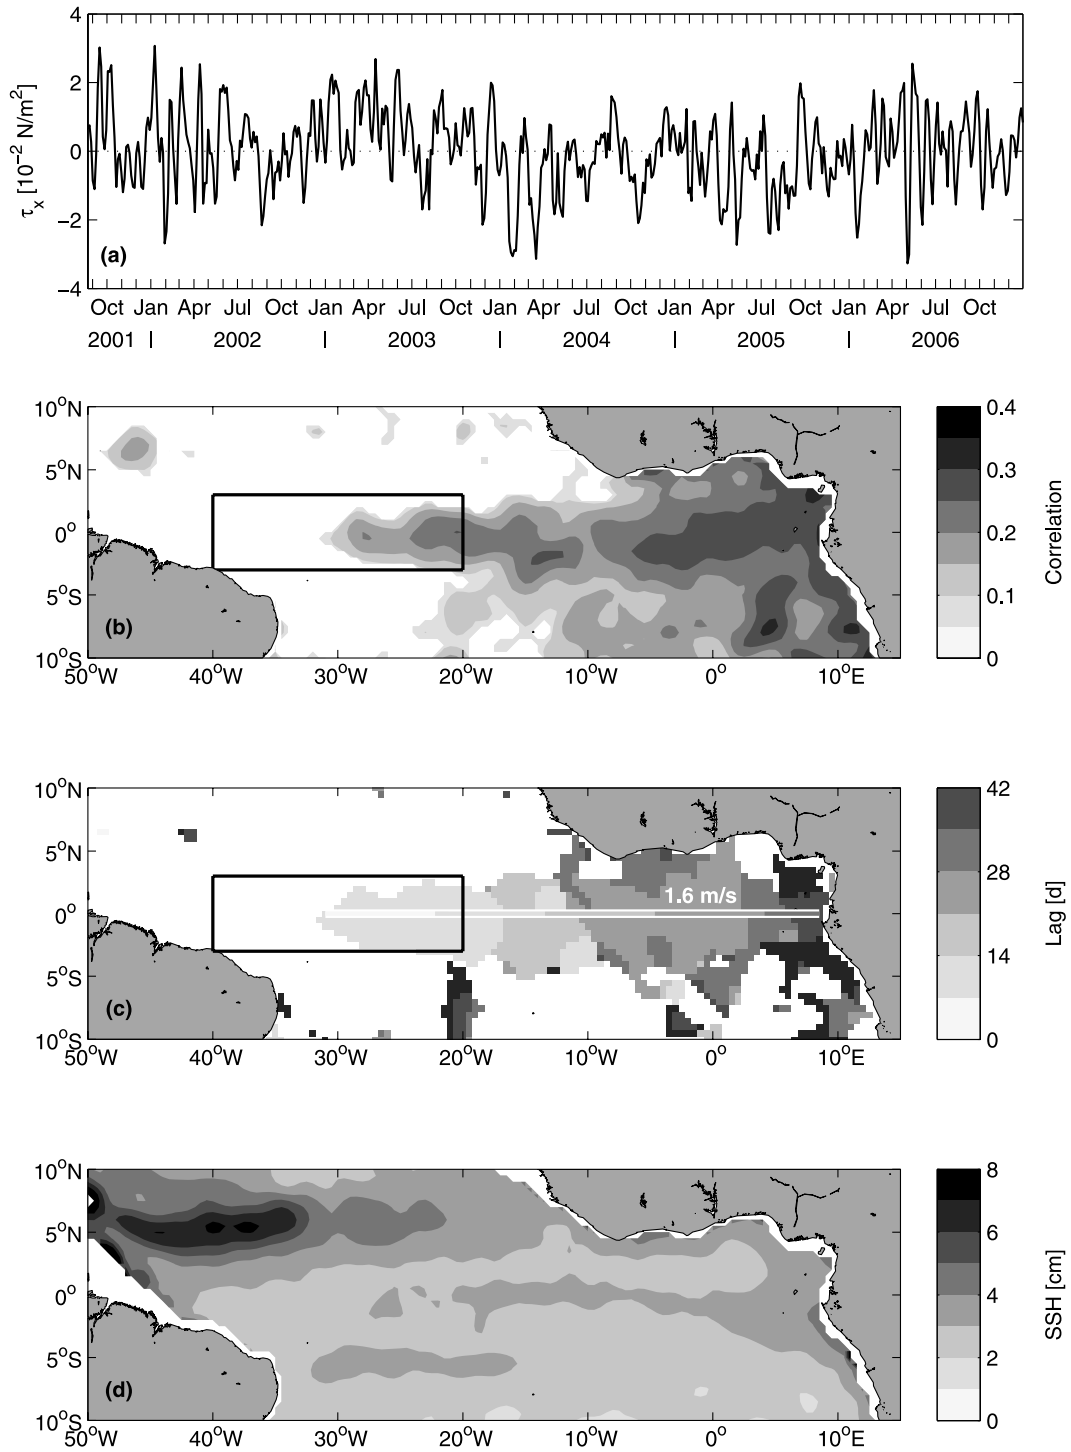 4
2
0
−2
−4
τx [10−2 N/m2]
(a)
Oct Jan Apr Jul Oct Jan Apr Jul Oct Jan Apr Jul Oct Jan Apr Jul Oct Jan Apr Jul Oct
2001 | 2002 | 2003 | 2004 | 2005 | 2006
10°N
5°N
0°
5°S
10°S
(b)
50°W 40°W 30°W 20°W 10°W 0° 10°E
0.4
0.3
0.2
0.1
0
Correlation
10°N
5°N
0°
5°S
10°S
1.6 m/s
(c)
50°W 40°W 30°W 20°W 10°W 0° 10°E
42
28
14
0
Lag [d]
10°N
5°N
0°
5°S
10°S
(d)
50°W 40°W 30°W 20°W 10°W 0° 10°E
8
6
4
2
0
SSH [cm]